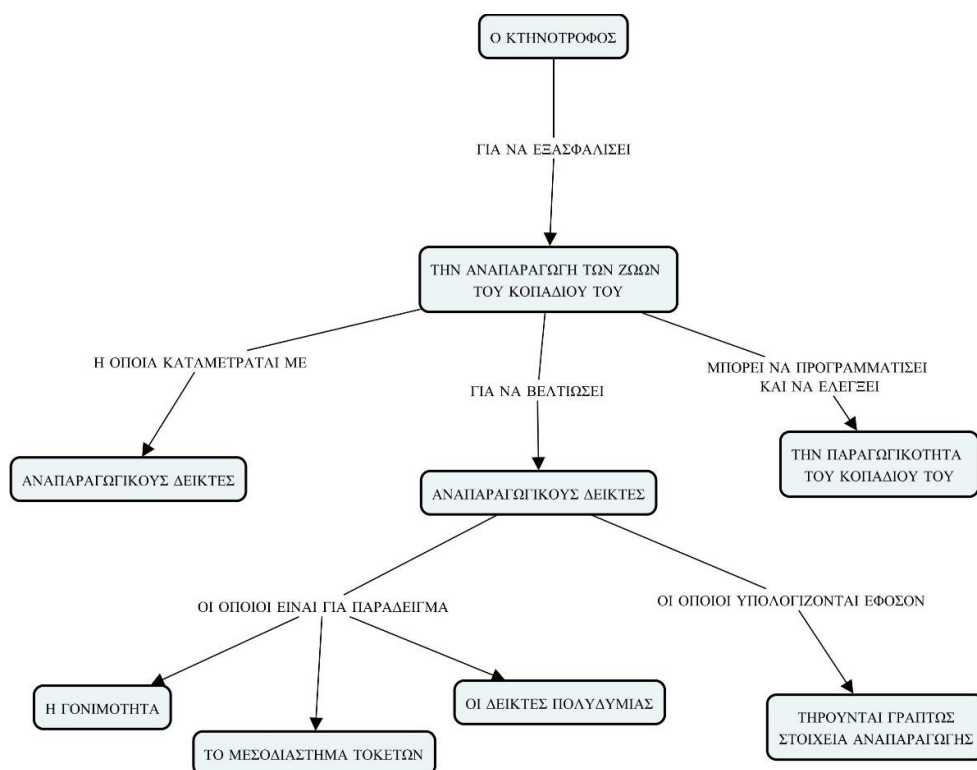 Ο ΚΤΗΝΟΤΡΟΦΟΣ
ΓΙΑ ΝΑ ΕΞΑΣΦΑΛΙΣΕΙ
ΤΗΝ ΑΝΑΠΑΡΑΓΩΓΗ ΤΩΝ ΖΩΩΝ
ΤΟΥ ΚΟΠΑΔΙΟΥ ΤΟΥ
Η ΟΠΟΙΑ ΚΑΤΑΜΕΤΡΑΤΑΙ ΜΕ
ΓΙΑ ΝΑ ΒΕΛΤΙΩΣΕΙ
ΜΠΟΡΕΙ ΝΑ ΠΡΟΓΡΑΜΜΑΤΙΣΕΙ
ΚΑΙ ΝΑ ΕΛΕΓΞΕΙ
ΑΝΑΠΑΡΑΓΩΓΙΚΟΥΣ ΔΕΙΚΤΕΣ
ΑΝΑΠΑΡΑΓΩΓΙΚΟΥΣ ΔΕΙΚΤΕΣ
ΤΗΝ ΠΑΡΑΓΩΓΙΚΟΤΗΤΑ
ΤΟΥ ΚΟΠΑΔΙΟΥ ΤΟΥ
ΟΙ ΟΠΟΙΟΙ ΕΙΝΑΙ ΓΙΑ ΠΑΡΑΔΕΙΓΜΑ
ΟΙ ΟΠΟΙΟΙ ΥΠΟΛΟΓΙΖΟΝΤΑΙ ΕΦΟΣΟΝ
Η ΓΟΝΙΜΟΤΗΤΑ
ΤΟ ΜΕΣΟΔΙΑΣΤΗΜΑ ΤΟΚΕΤΩΝ
ΟΙ ΔΕΙΚΤΕΣ ΠΟΛΥΔΥΜΙΑΣ
ΤΗΡΟΥΝΤΑΙ ΓΡΑΠΤΩΣ
ΣΤΟΙΧΕΙΑ ΑΝΑΠΑΡΑΓΩΓΗΣ